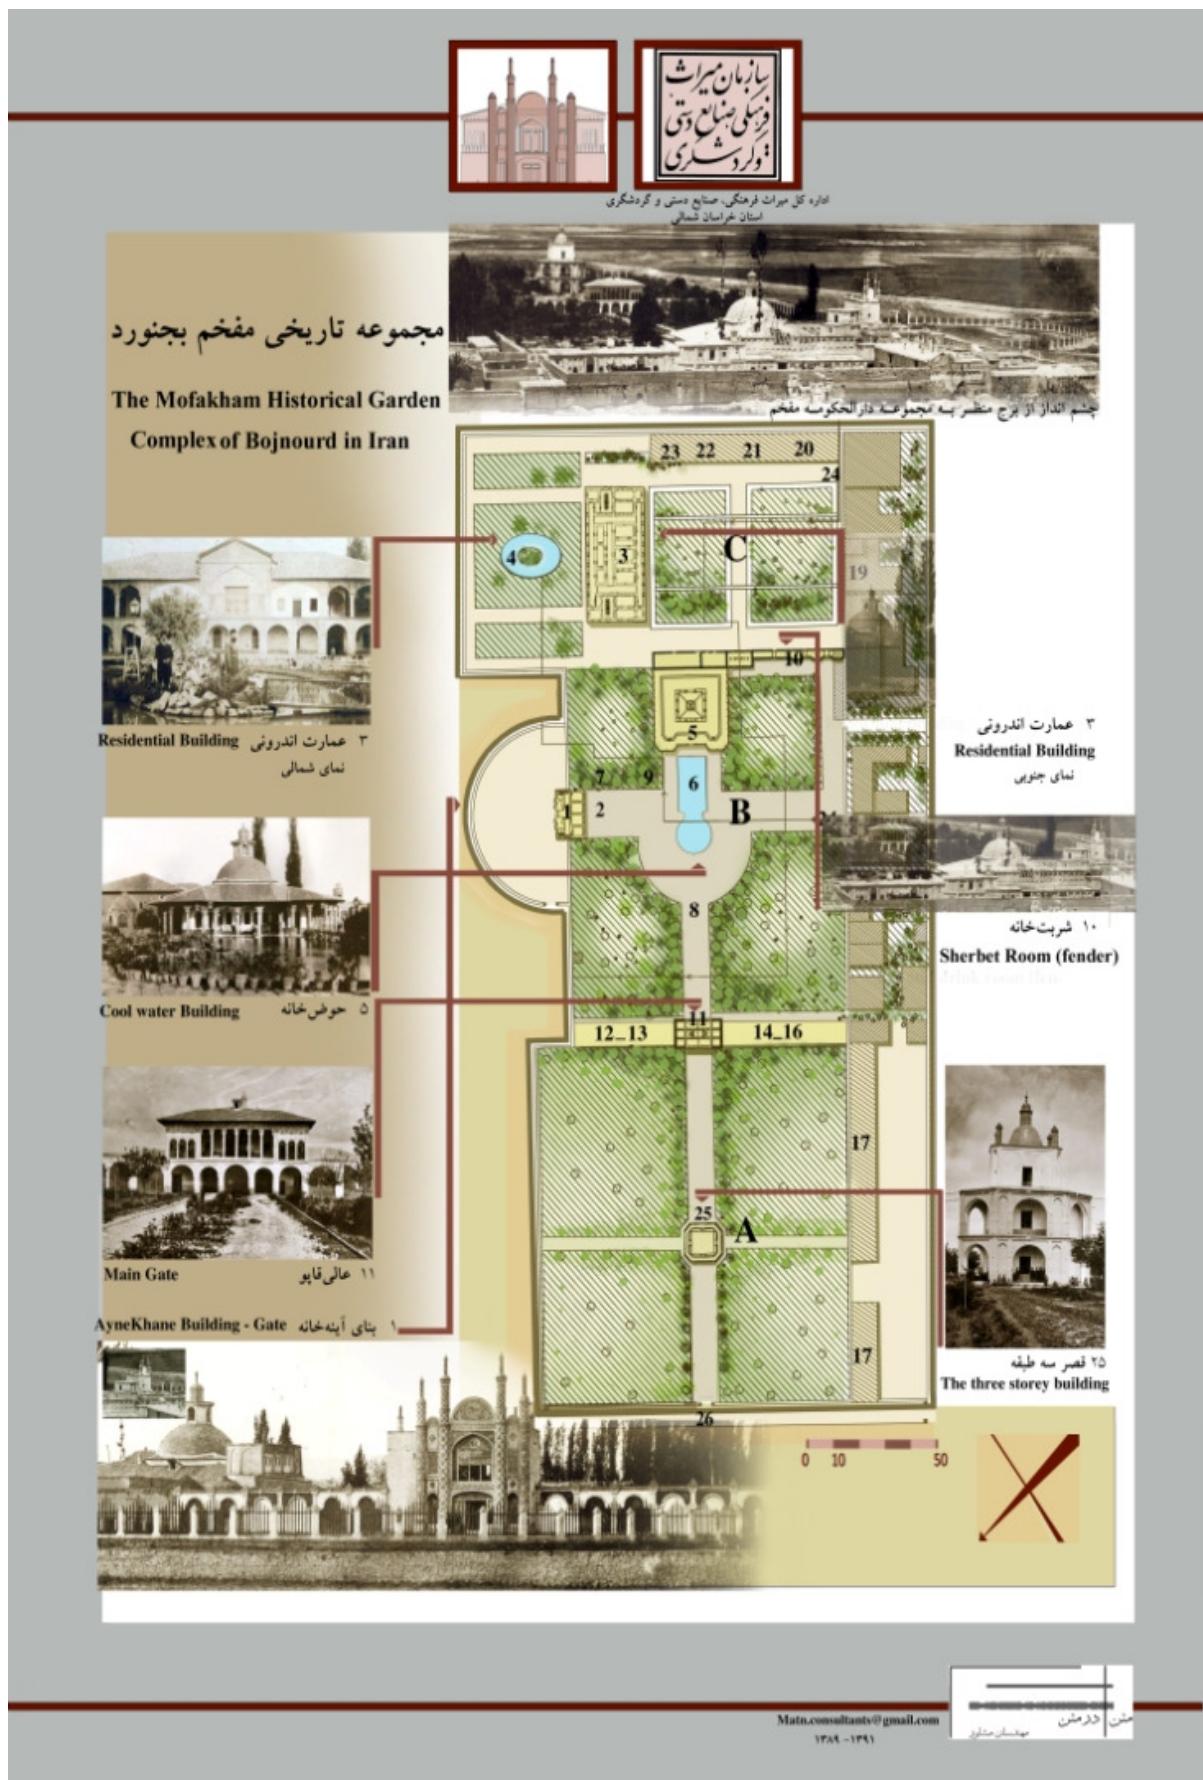 سازمان میراث
فرهنگی صنایع دستی
و گردشگری
اداره کل میراث فرهنگی، صنایع دستی و گردشگری
استان خراسان شمالی
مجموعه تاریخی مفخم بجنورد
The Mofakham Historical Garden
Complex of Bojnourd in Iran
چشم انداز از برج منظر به مجموعه دارالحکومه مفخم
23 22 21 20
24
4
3
C
19
10
5
7 9
6
1 2
B
8
11
12_13
14_16
17
25
A
17
26
Residential Building ۳ عمارت اندرونی
نمای شمالی
Cool water Building ۵ حوض‌خانه
Main Gate ۱۱ عالی‌قاپو
AyneKhane Building - Gate ۱ بنای آینه‌خانه
۳ عمارت اندرونی
Residential Building
نمای جنوبی
۱۰ شربت‌خانه
Sherbet Room (fender)
۲۵ قصر سه طبقه
The three storey building
0 10 50
متن در متن
مهندسان مشاور
Matn.consultants@gmail.com
۱۳۸۹-۱۳۹۱